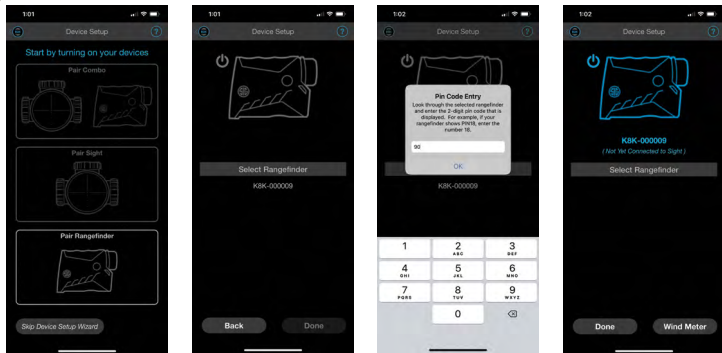 1:01
Device Setup
?
Start by turning on your devices
Pair Combo
Pair Sight
Pair Rangefinder
Skip Device Setup Wizard
1:01
Device Setup
?
Select Rangefinder
K8K-000009
Back
Done
1:02
Device Setup
?
Pin Code Entry
Look through the selected rangefinder
and enter the 2-digit pin code that is
displayed. For example, if your
rangefinder shows PIN18, enter the
number 18.
90
OK
K8K-000009
1
2
ABC
3
DEF
4
GHI
5
JKL
6
MNO
7
PQRS
8
TUV
9
WXYZ
0
1:02
Device Setup
?
K8K-000009
( Not Yet Connected to Sight )
Select Rangefinder
Done
Wind Meter